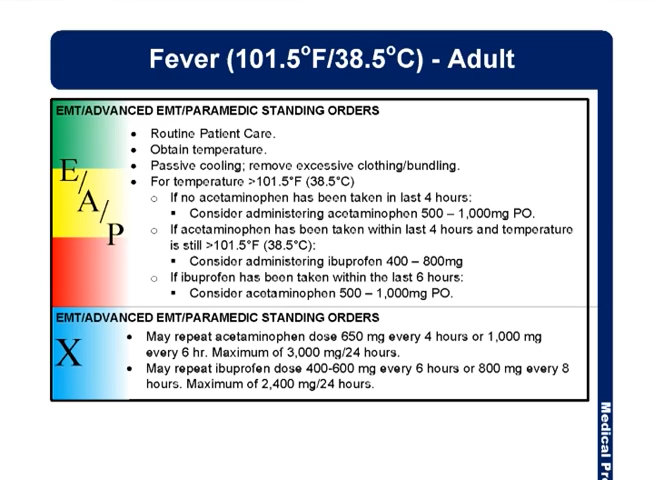 Fever (101.5°F/38.5°C) - Adult
EMT/ADVANCED EMT/PARAMEDIC STANDING ORDERS
E/
A/
P
• Routine Patient Care.
• Obtain temperature.
• Passive cooling; remove excessive clothing/bundling.
• For temperature >101.5°F (38.5°C)
o If no acetaminophen has been taken in last 4 hours:
▪ Consider administering acetaminophen 500 – 1,000mg PO.
o If acetaminophen has been taken within last 4 hours and temperature
is still >101.5°F (38.5°C):
▪ Consider administering ibuprofen 400 – 800mg
o If ibuprofen has been taken within the last 6 hours:
▪ Consider acetaminophen 500 – 1,000mg PO.
EMT/ADVANCED EMT/PARAMEDIC STANDING ORDERS
X
• May repeat acetaminophen dose 650 mg every 4 hours or 1,000 mg
every 6 hr. Maximum of 3,000 mg/24 hours.
• May repeat ibuprofen dose 400-600 mg every 6 hours or 800 mg every 8
hours. Maximum of 2,400 mg/24 hours.
Medical